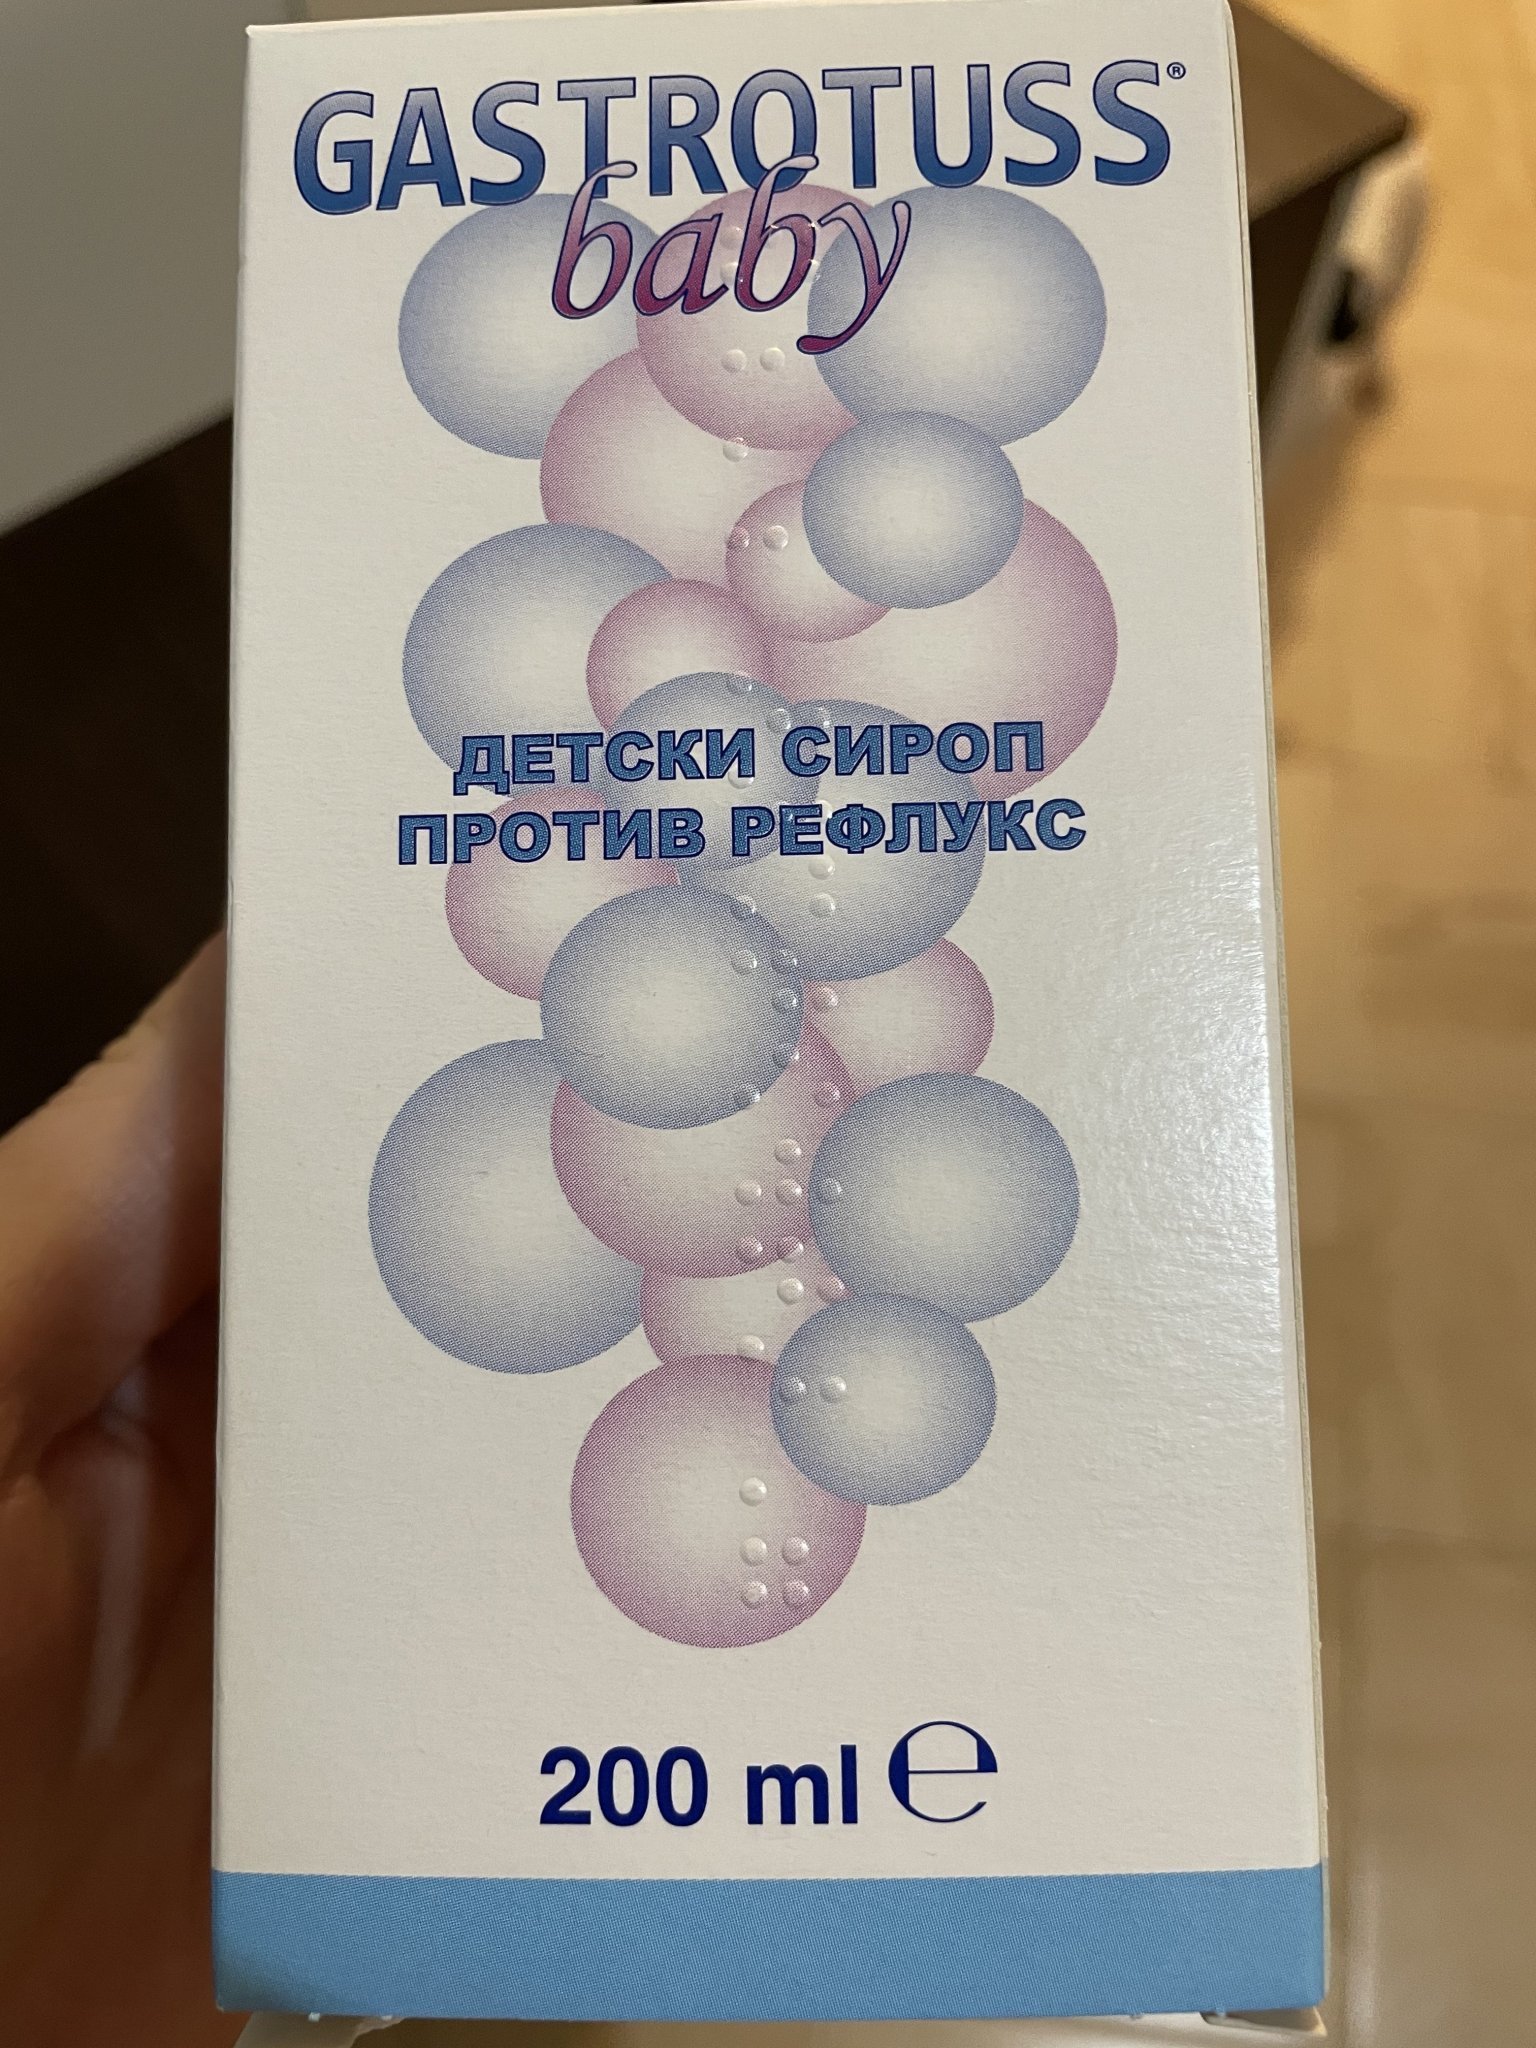 GASTROTUSS®
baby
ДЕТСКИ СИРОП
ПРОТИВ РЕФЛУКС
200 ml ℮